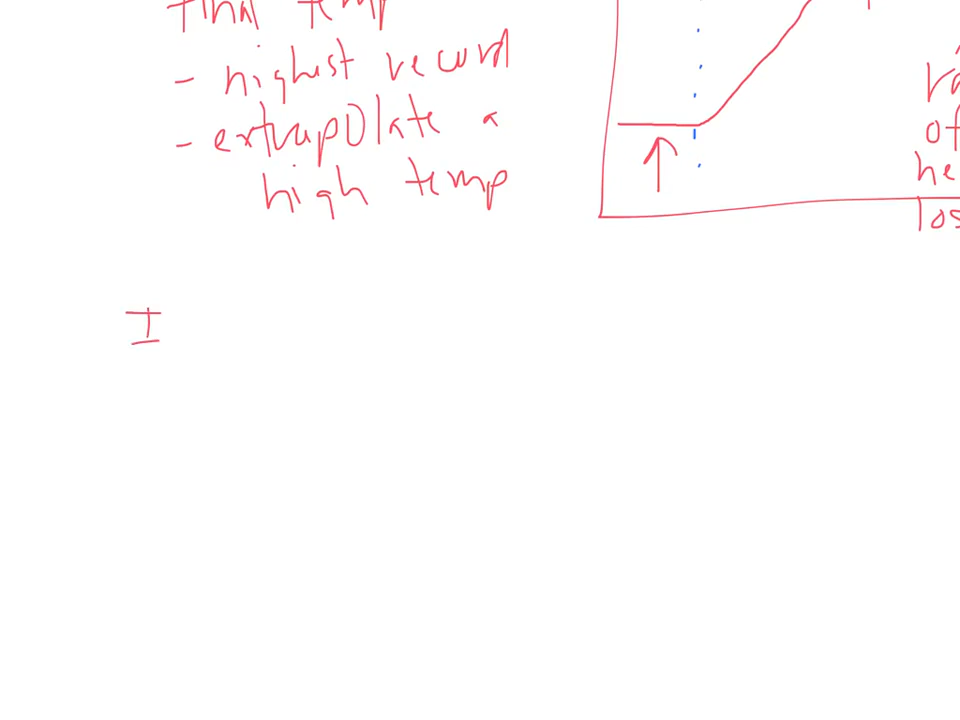 final temp
- highest record
- extrapolate a
high temp
of
he
los
I